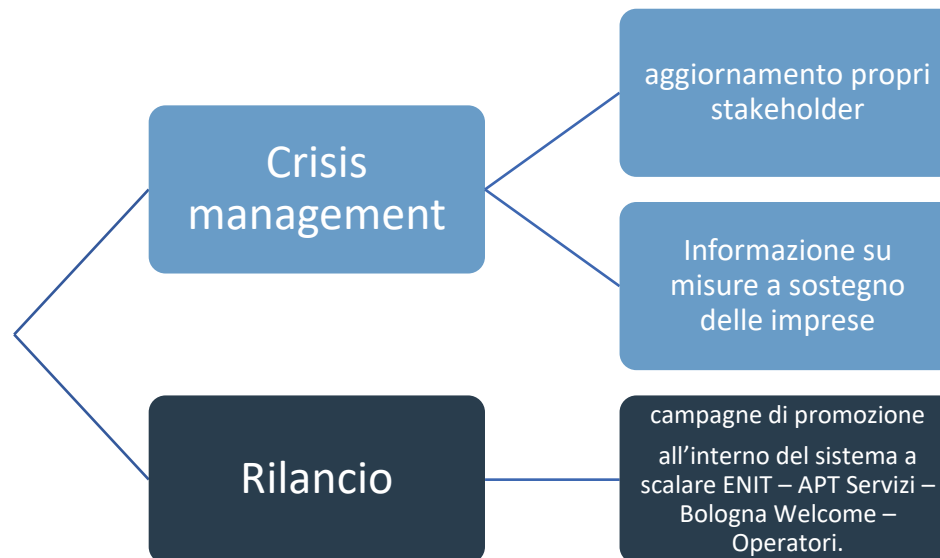 Crisis
management
aggiornamento propri
stakeholder
Informazione su
misure a sostegno
delle imprese
Rilancio
campagne di promozione
all’interno del sistema a
scalare ENIT – APT Servizi –
Bologna Welcome –
Operatori.